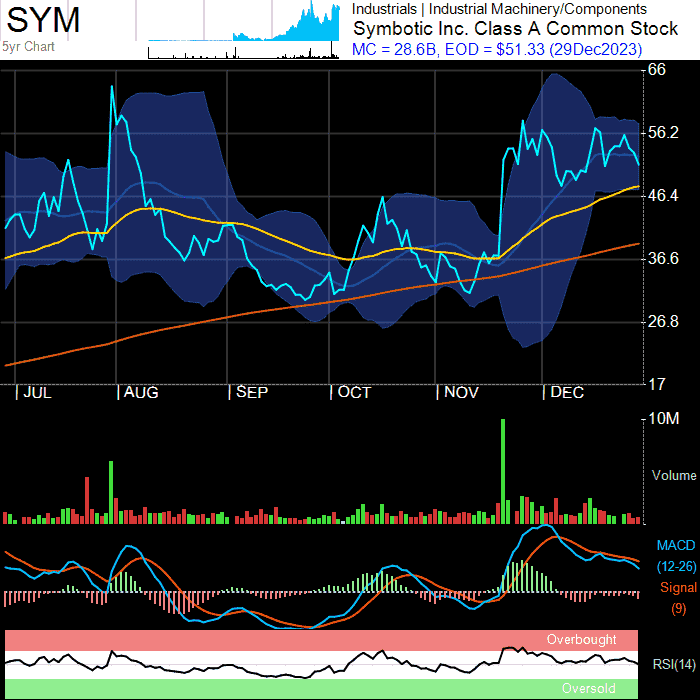 SYM
5yr Chart
Industrials | Industrial Machinery/Components
Symbotic Inc. Class A Common Stock
MC = 28.6B, EOD = $51.33 (29Dec2023)
66
56.2
46.4
36.6
26.8
17
| JUL | AUG | SEP | OCT | NOV | DEC
10M
Volume
MACD
(12-26)
Signal
(9)
Overbought
RSI(14)
Oversold